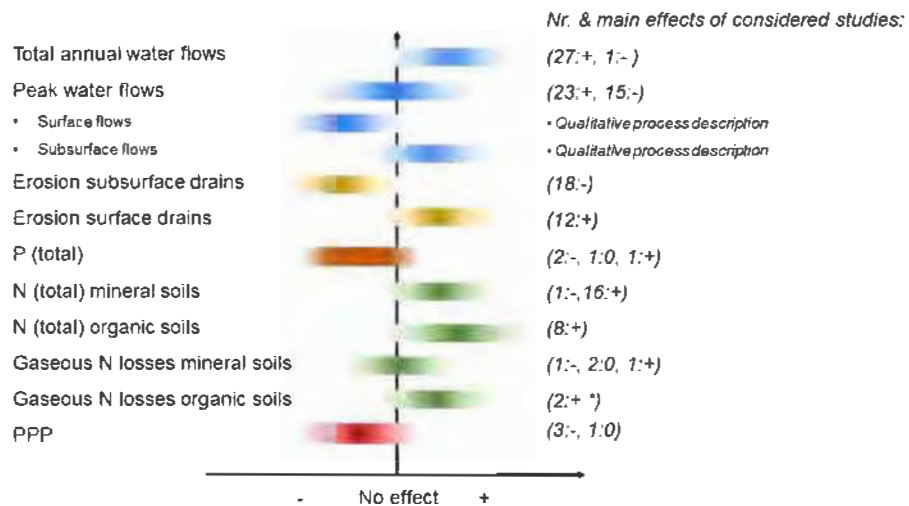 Nr. & main effects of considered studies:
Total annual water flows (27:+, 1:- )
Peak water flows (23:+, 15:-)
• Surface flows • Qualitative process description
• Subsurface flows • Qualitative process description
Erosion subsurface drains (18:-)
Erosion surface drains (12:+)
P (total) (2:-, 1:0, 1:+)
N (total) mineral soils (1:-,16:+)
N (total) organic soils (8:+)
Gaseous N losses mineral soils (1:-, 2:0, 1:+)
Gaseous N losses organic soils (2:+ *)
PPP (3:-, 1:0)
- No effect +